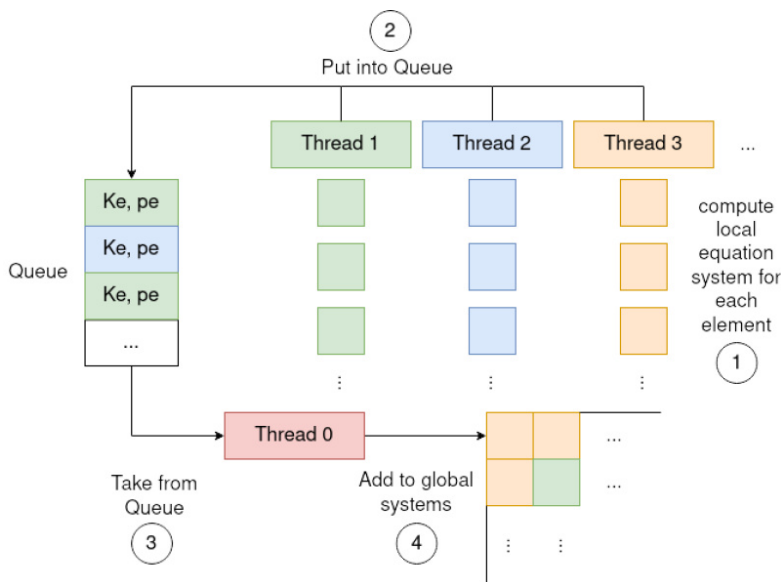 2
Put into Queue
Thread 1
Thread 2
Thread 3
...
Ke, pe
Ke, pe
Ke, pe
...
Queue
compute
local
equation
system for
each
element
1
...
...
...
Thread 0
...
...
...
...
Take from
Queue
3
Add to global
systems
4